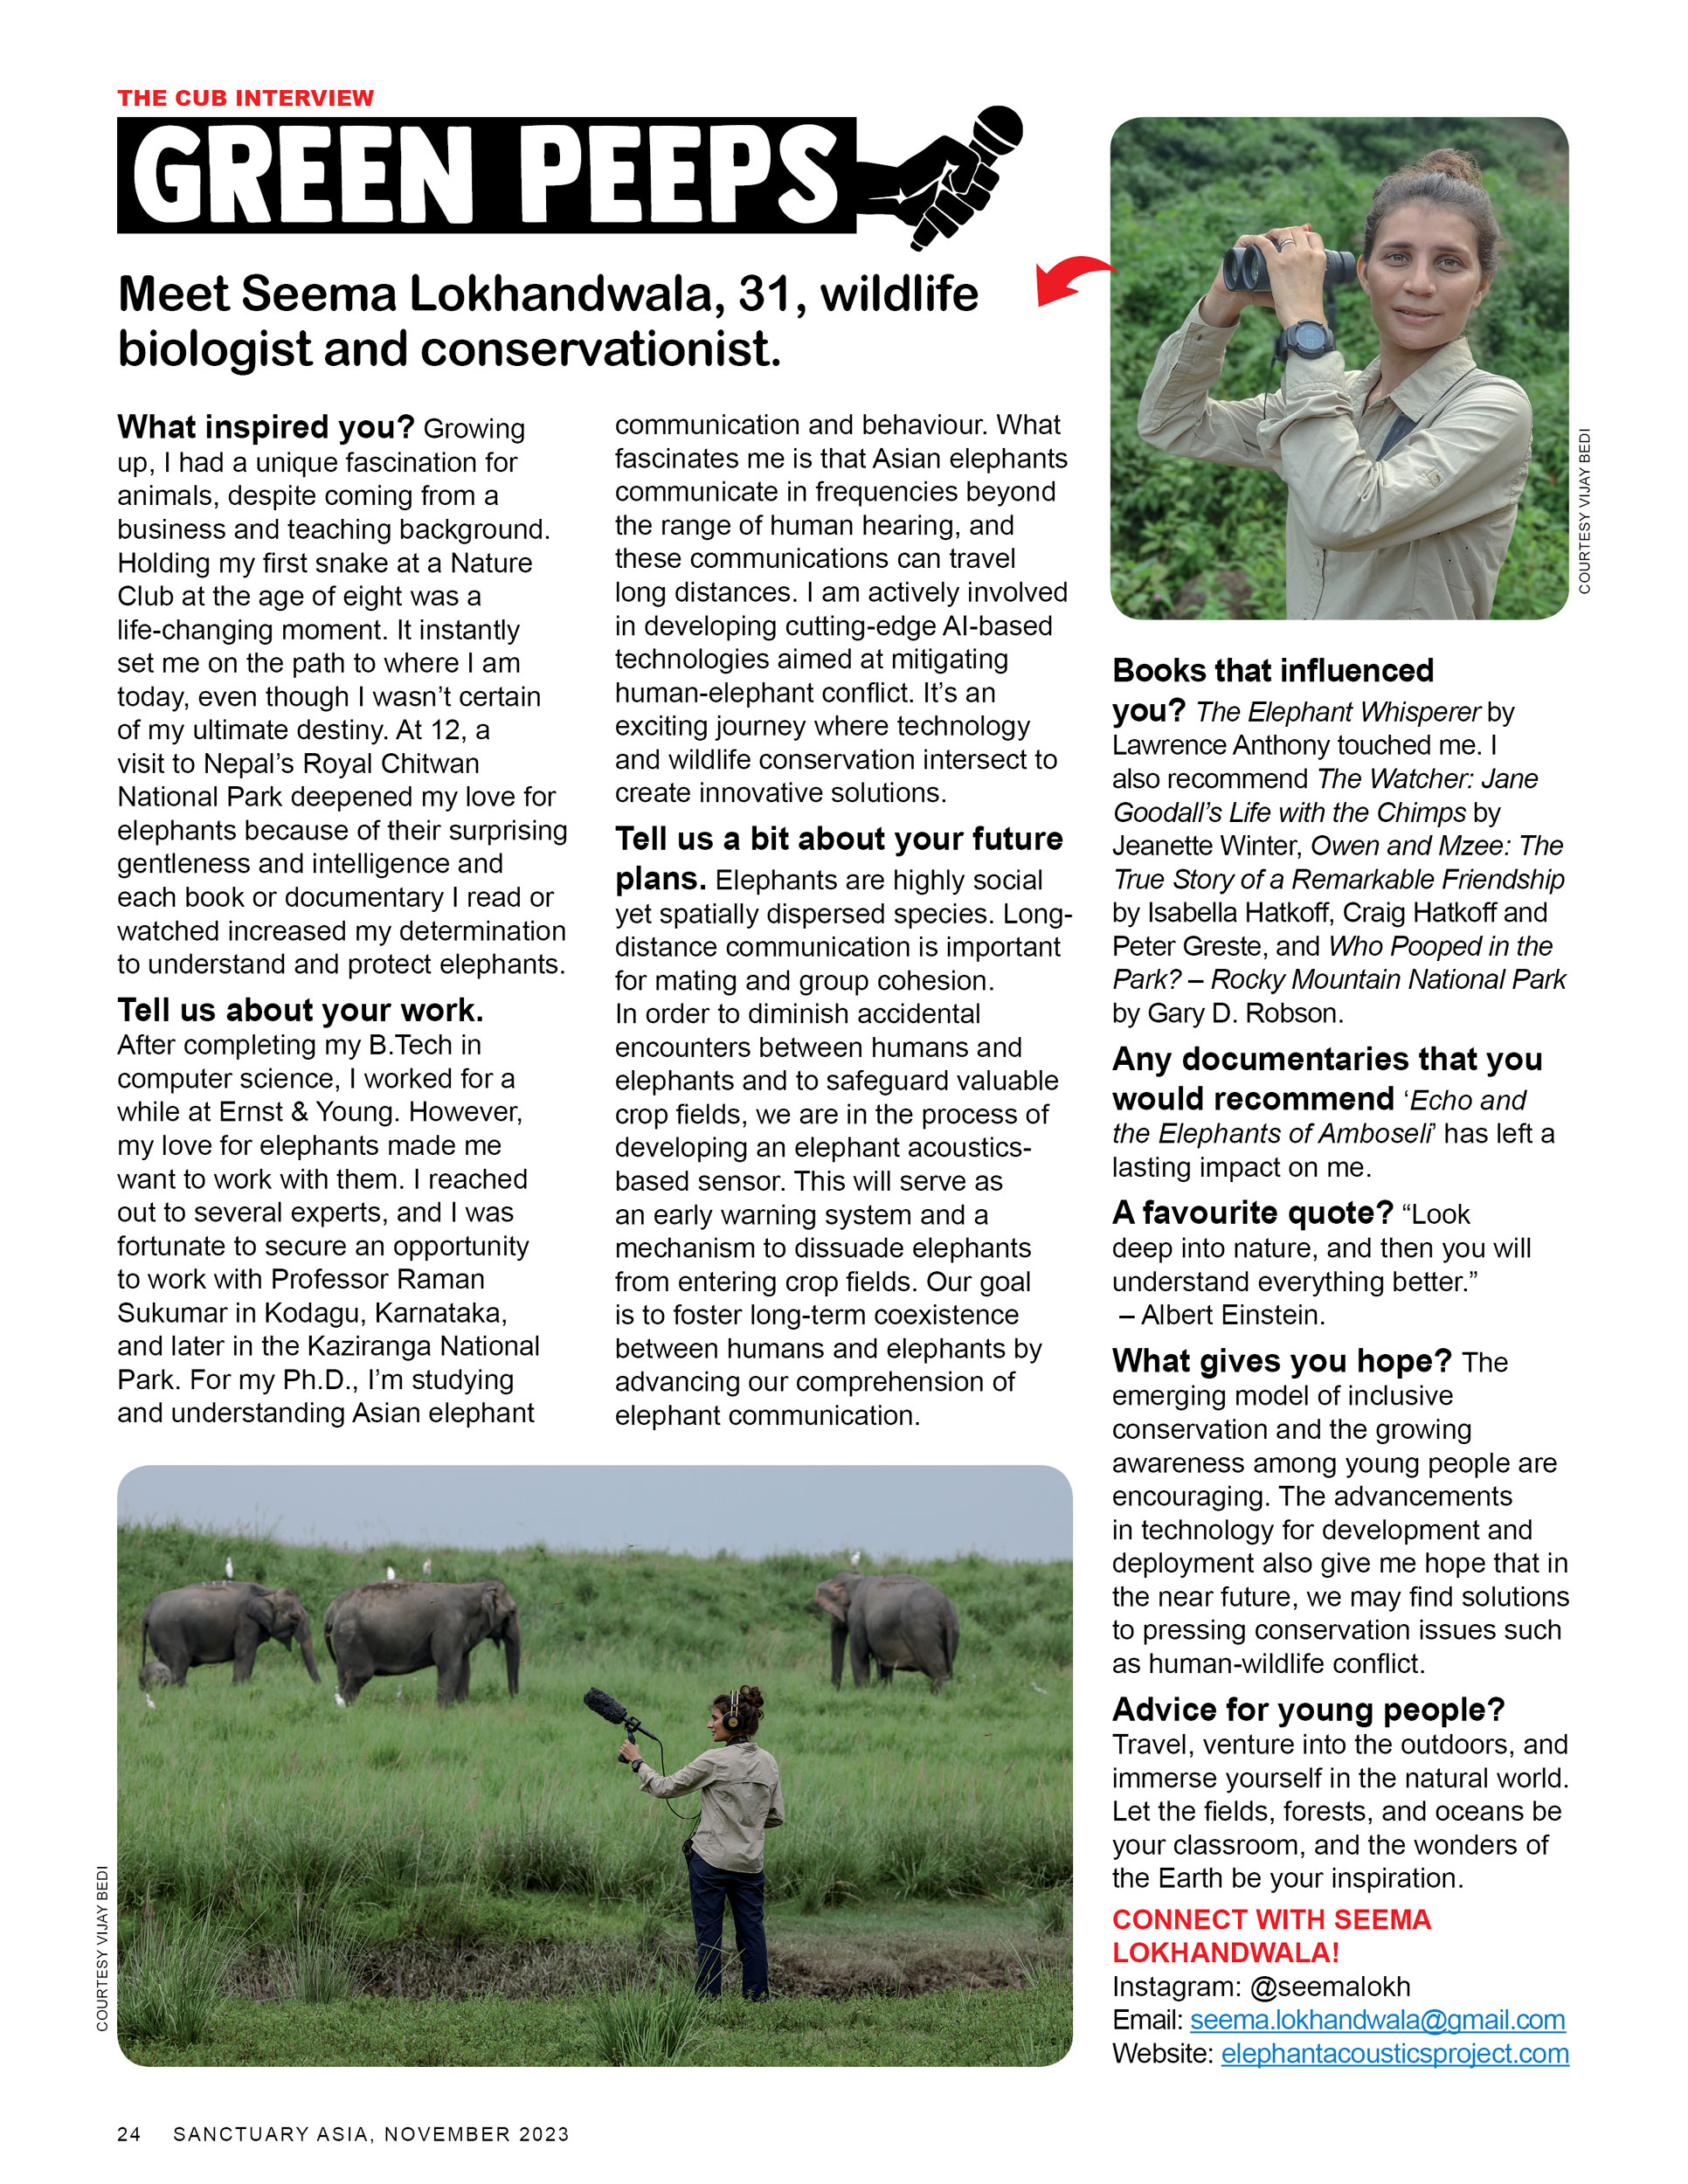 THE CUB INTERVIEW
GREEN PEEPS
Meet Seema Lokhandwala, 31, wildlife
biologist and conservationist.
What inspired you? Growing
up, I had a unique fascination for
animals, despite coming from a
business and teaching background.
Holding my first snake at a Nature
Club at the age of eight was a
life-changing moment. It instantly
set me on the path to where I am
today, even though I wasn’t certain
of my ultimate destiny. At 12, a
visit to Nepal’s Royal Chitwan
National Park deepened my love for
elephants because of their surprising
gentleness and intelligence and
each book or documentary I read or
watched increased my determination
to understand and protect elephants.
Tell us about your work.
After completing my B.Tech in
computer science, I worked for a
while at Ernst & Young. However,
my love for elephants made me
want to work with them. I reached
out to several experts, and I was
fortunate to secure an opportunity
to work with Professor Raman
Sukumar in Kodagu, Karnataka,
and later in the Kaziranga National
Park. For my Ph.D., I’m studying
and understanding Asian elephant
communication and behaviour. What
fascinates me is that Asian elephants
communicate in frequencies beyond
the range of human hearing, and
these communications can travel
long distances. I am actively involved
in developing cutting-edge AI-based
technologies aimed at mitigating
human-elephant conflict. It’s an
exciting journey where technology
and wildlife conservation intersect to
create innovative solutions.
Tell us a bit about your future
plans. Elephants are highly social
yet spatially dispersed species. Long-
distance communication is important
for mating and group cohesion.
In order to diminish accidental
encounters between humans and
elephants and to safeguard valuable
crop fields, we are in the process of
developing an elephant acoustics-
based sensor. This will serve as
an early warning system and a
mechanism to dissuade elephants
from entering crop fields. Our goal
is to foster long-term coexistence
between humans and elephants by
advancing our comprehension of
elephant communication.
COURTESY VIJAY BEDI
Books that influenced
you? The Elephant Whisperer by
Lawrence Anthony touched me. I
also recommend The Watcher: Jane
Goodall’s Life with the Chimps by
Jeanette Winter, Owen and Mzee: The
True Story of a Remarkable Friendship
by Isabella Hatkoff, Craig Hatkoff and
Peter Greste, and Who Pooped in the
Park? – Rocky Mountain National Park
by Gary D. Robson.
Any documentaries that you
would recommend ‘Echo and
the Elephants of Amboseli’ has left a
lasting impact on me.
A favourite quote? “Look
deep into nature, and then you will
understand everything better.”
– Albert Einstein.
What gives you hope? The
emerging model of inclusive
conservation and the growing
awareness among young people are
encouraging. The advancements
in technology for development and
deployment also give me hope that in
the near future, we may find solutions
to pressing conservation issues such
as human-wildlife conflict.
Advice for young people?
Travel, venture into the outdoors, and
immerse yourself in the natural world.
Let the fields, forests, and oceans be
your classroom, and the wonders of
the Earth be your inspiration.
CONNECT WITH SEEMA
LOKHANDWALA!
Instagram: @seemalokh
Email: seema.lokhandwala@gmail.com
Website: elephantacousticsproject.com
COURTESY VIJAY BEDI
24 SANCTUARY ASIA, NOVEMBER 2023